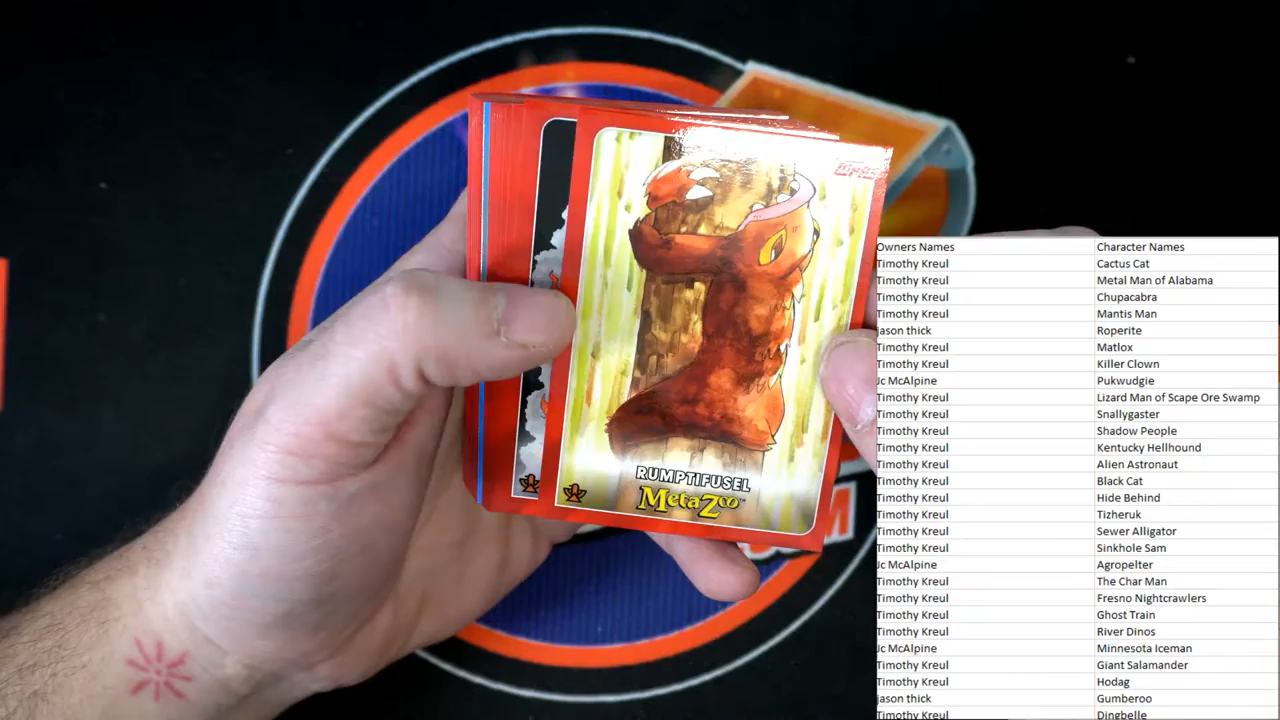 RUMPTIFUSEL
MetaZoo™
Owners Names Character Names
Timothy Kreul Cactus Cat
Timothy Kreul Metal Man of Alabama
Timothy Kreul Chupacabra
Timothy Kreul Mantis Man
jason thick Roperite
Timothy Kreul Matlox
Timothy Kreul Killer Clown
Jc McAlpine Pukwudgie
Timothy Kreul Lizard Man of Scape Ore Swamp
Timothy Kreul Snallygaster
Timothy Kreul Shadow People
Timothy Kreul Kentucky Hellhound
Timothy Kreul Alien Astronaut
Timothy Kreul Black Cat
Timothy Kreul Hide Behind
Timothy Kreul Tizheruk
Timothy Kreul Sewer Alligator
Timothy Kreul Sinkhole Sam
Jc McAlpine Agropelter
Timothy Kreul The Char Man
Timothy Kreul Fresno Nightcrawlers
Timothy Kreul Ghost Train
Timothy Kreul River Dinos
Jc McAlpine Minnesota Iceman
Timothy Kreul Giant Salamander
Timothy Kreul Hodag
jason thick Gumberoo
Timothy Kreul Dingbelle